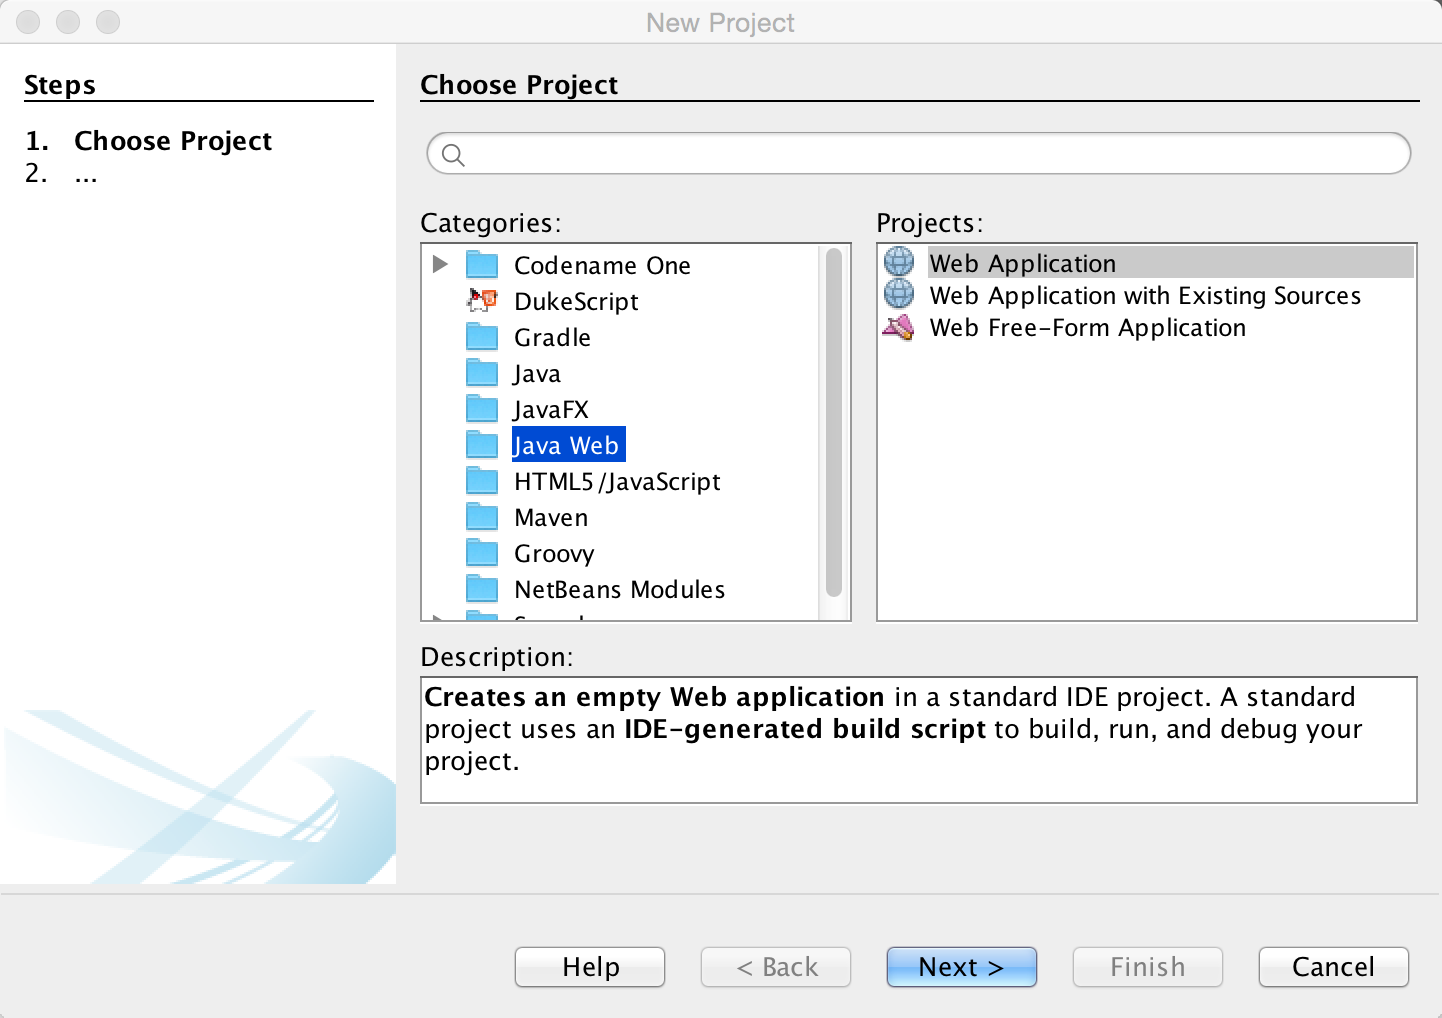 New Project
Steps
1. Choose Project
2. ...
Choose Project
Categories:
Codename One
DukeScript
Gradle
Java
JavaFX
Java Web
HTML5/JavaScript
Maven
Groovy
NetBeans Modules
Projects:
Web Application
Web Application with Existing Sources
Web Free-Form Application
Description:
Creates an empty Web application in a standard IDE project. A standard
project uses an IDE-generated build script to build, run, and debug your
project.
Help
< Back
Next >
Finish
Cancel